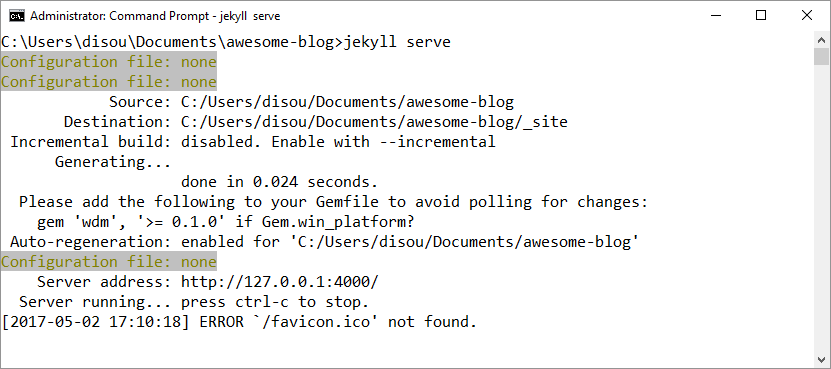 Administrator: Command Prompt - jekyll  serve
C:\Users\disou\Documents\awesome-blog>jekyll serve
Configuration file: none
Configuration file: none
            Source: C:/Users/disou/Documents/awesome-blog
       Destination: C:/Users/disou/Documents/awesome-blog/_site
 Incremental build: disabled. Enable with --incremental
      Generating...
                    done in 0.024 seconds.
  Please add the following to your Gemfile to avoid polling for changes:
    gem 'wdm', '>= 0.1.0' if Gem.win_platform?
 Auto-regeneration: enabled for 'C:/Users/disou/Documents/awesome-blog'
Configuration file: none
    Server address: http://127.0.0.1:4000/
  Server running... press ctrl-c to stop.
[2017-05-02 17:10:18] ERROR `/favicon.ico' not found.